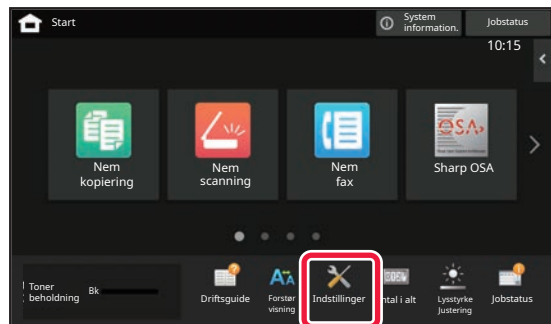 Start
System
information.
Jobstatus
10:15
Nem
kopiering
Nem
scanning
Nem
fax
Sharp OSA
Toner
beholdning
Bk
Driftsguide
Forstør
visning
Indstillinger
ntal i alt
Lysstyrke
Justering
Jobstatus